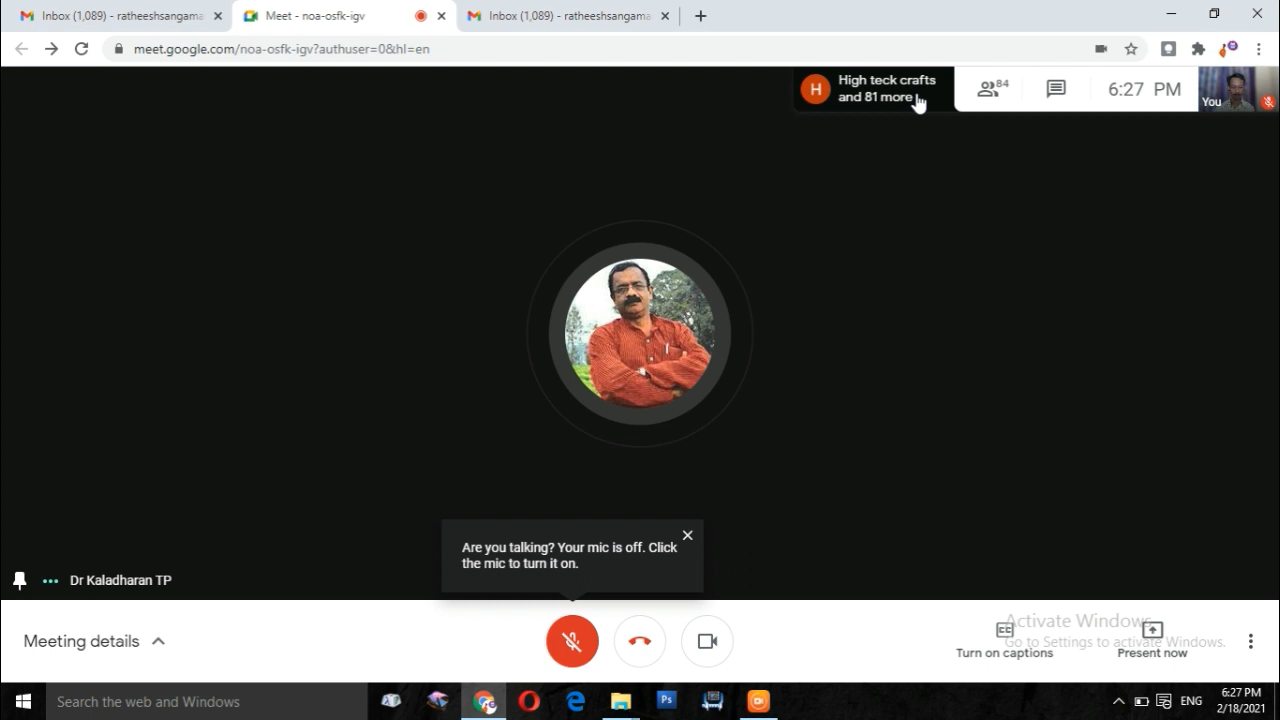 Inbox (1,089) - ratheeshsangama
Meet - noa-osfk-igv
Inbox (1,089) - ratheeshsangama
meet.google.com/noa-osfk-igv?authuser=0&hl=en
H
High teck crafts
and 81 more
84
6:27 PM
You
Are you talking? Your mic is off. Click
the mic to turn it on.
Dr Kaladharan TP
Meeting details
CC
Turn on captions
Present now
Activate Windows
Go to Settings to activate Windows.
Search the web and Windows
Ps
ENG
6:27 PM
2/18/2021